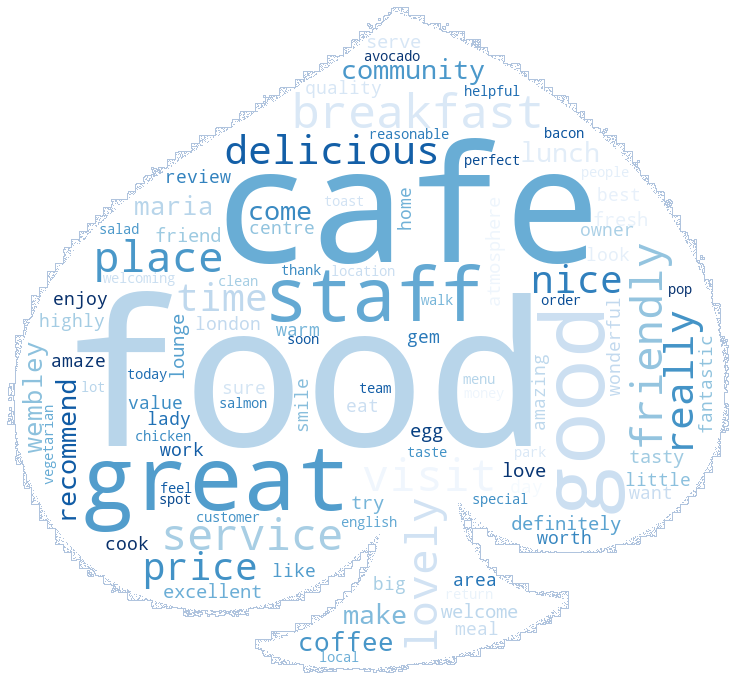 serve
avocado
community
quality
helpful
breakfast
reasonable
bacon
delicious
lunch
perfect
cafe
review
people
home
toast
best
maria
come
fresh
salad
friend
centre
owner
atmosphere
place
look
thank
location
welcoming
clean
staff
nice
pop
enjoy
time
walk
order
friendly
really
highly
london
warm
soon
gem
wonderful
food
good
fantastic
wembley
amaze
lounge
today
lot
sure
team
menu
money
amazing
recommend
value
salmon
smile
eat
lady
chicken
egg
work
taste
park
tasty
vegetarian
great
visit
love
little
feel
spot
try
special
want
customer
english
definitely
service
worth
cook
lovely
price
like
big
area
excellent
return
make
welcome
meal
coffee
local